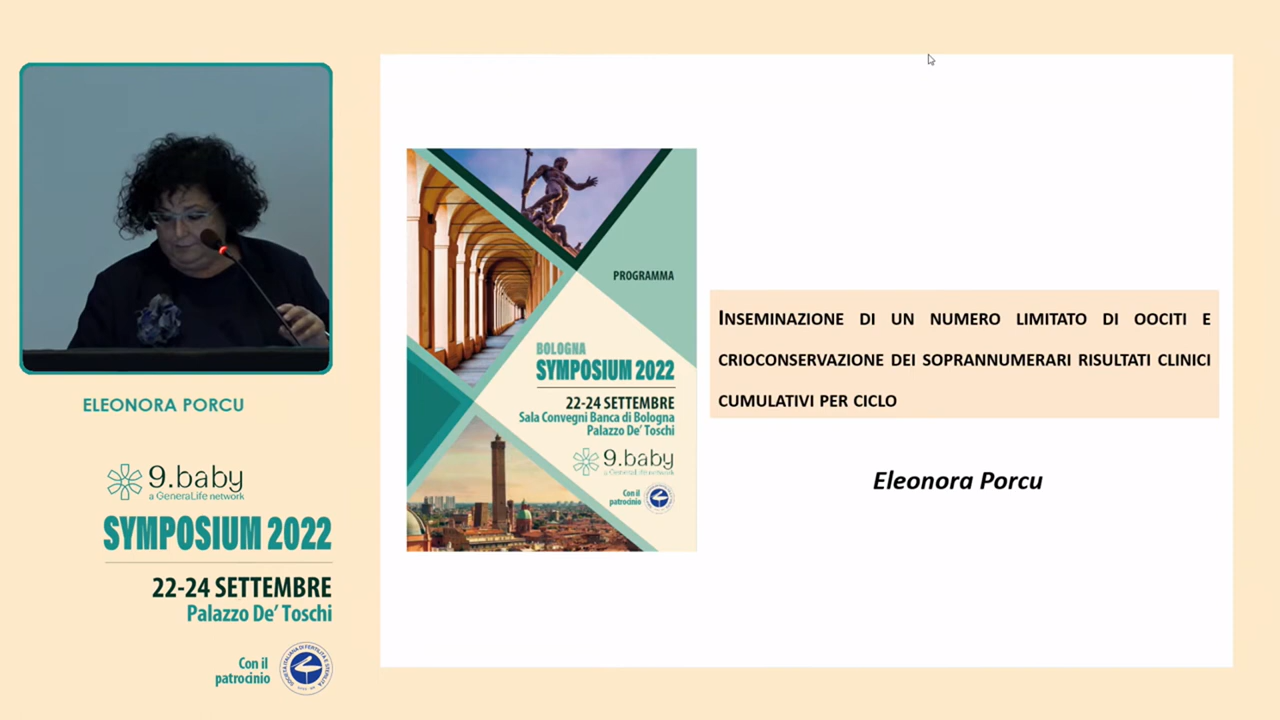 ELEONORA PORCU
9.baby
a GeneraLife network
SYMPOSIUM 2022
22-24 SETTEMBRE
Palazzo De' Toschi
Con il
patrocinio
PROGRAMMA
BOLOGNA
SYMPOSIUM 2022
22-24 SETTEMBRE
Sala Convegni Banca di Bologna
Palazzo De' Toschi
9.baby
a GeneraLife network
Con il
patrocinio
INSEMINAZIONE DI UN NUMERO LIMITATO DI OOCITI E
CRIOCONSERVAZIONE DEI SOPRANNUMERARI RISULTATI CLINICI
CUMULATIVI PER CICLO
Eleonora Porcu